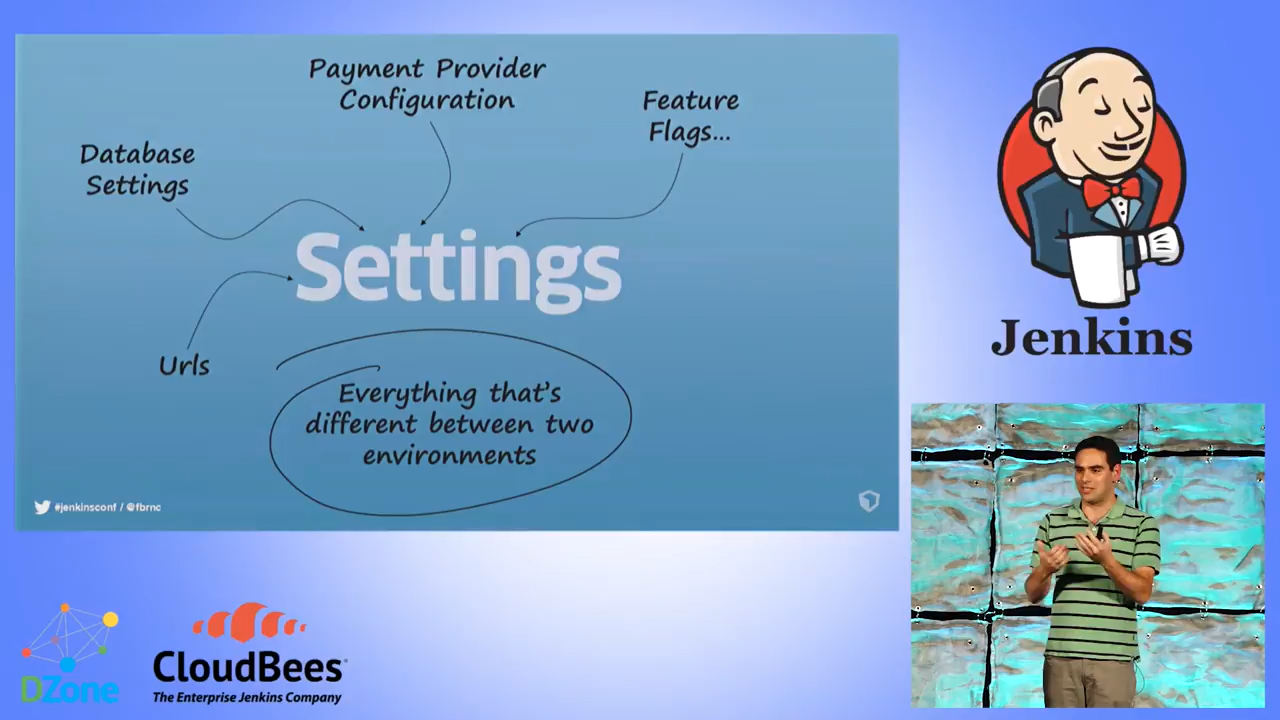 Payment Provider
Configuration
Feature
Flags...
Database
Settings
Settings
Urls
Everything that's
different between two
environments
#jenkinsconf / @fbrnc
Jenkins
DZone
CloudBees
The Enterprise Jenkins Company